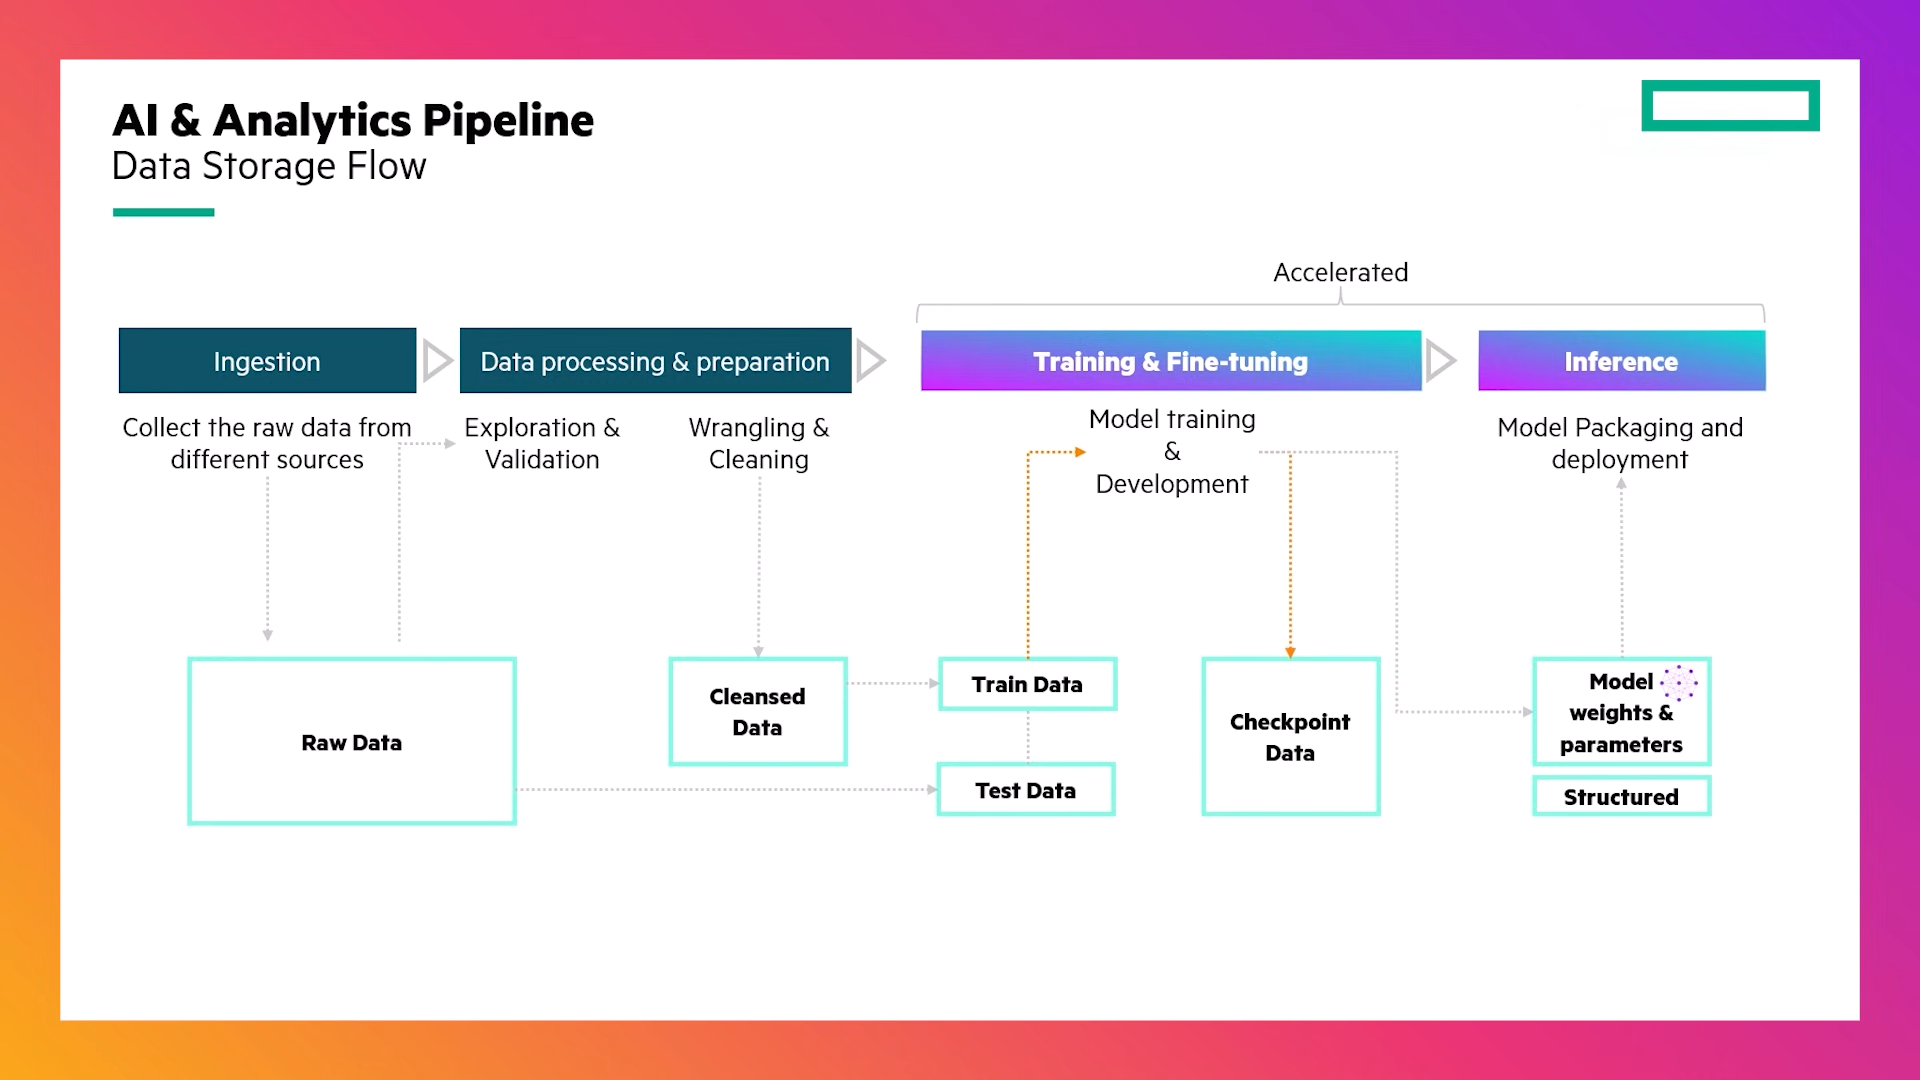 AI & Analytics Pipeline
Data Storage Flow
Accelerated
Ingestion
Data processing & preparation
Training & Fine-tuning
Inference
Collect the raw data from
different sources
Exploration &
Validation
Wrangling &
Cleaning
Model training
&
Development
Model Packaging and
deployment
Raw Data
Cleansed
Data
Train Data
Test Data
Checkpoint
Data
Model
weights &
parameters
Structured